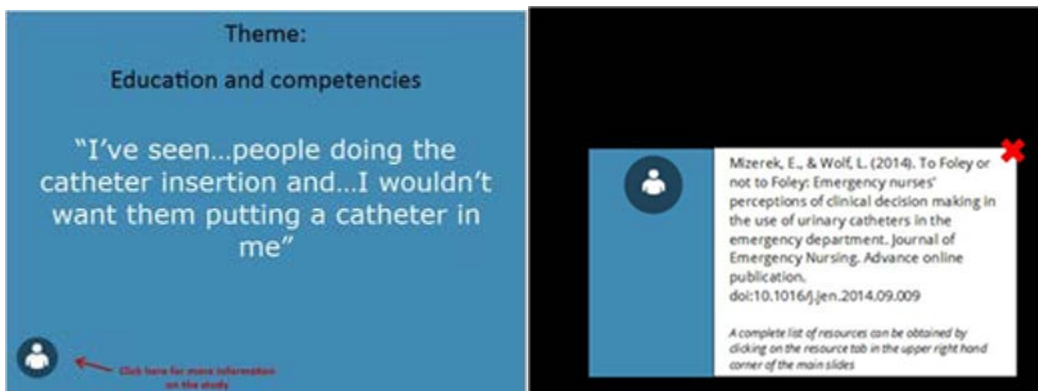 Theme:
Education and competencies
“I’ve seen...people doing the
catheter insertion and...I wouldn’t
want them putting a catheter in
me”
Click here for more information
on the study
Mizerek, E., & Wolf, L. (2014). To Foley or
not to Foley: Emergency nurses’
perceptions of clinical decision making in
the use of urinary catheters in the
emergency department. Journal of
Emergency Nursing. Advance online
publication.
doi:10.1016/j.jen.2014.09.009
A complete list of resources can be obtained by
clicking on the resource tab in the upper right hand
corner of the main slides